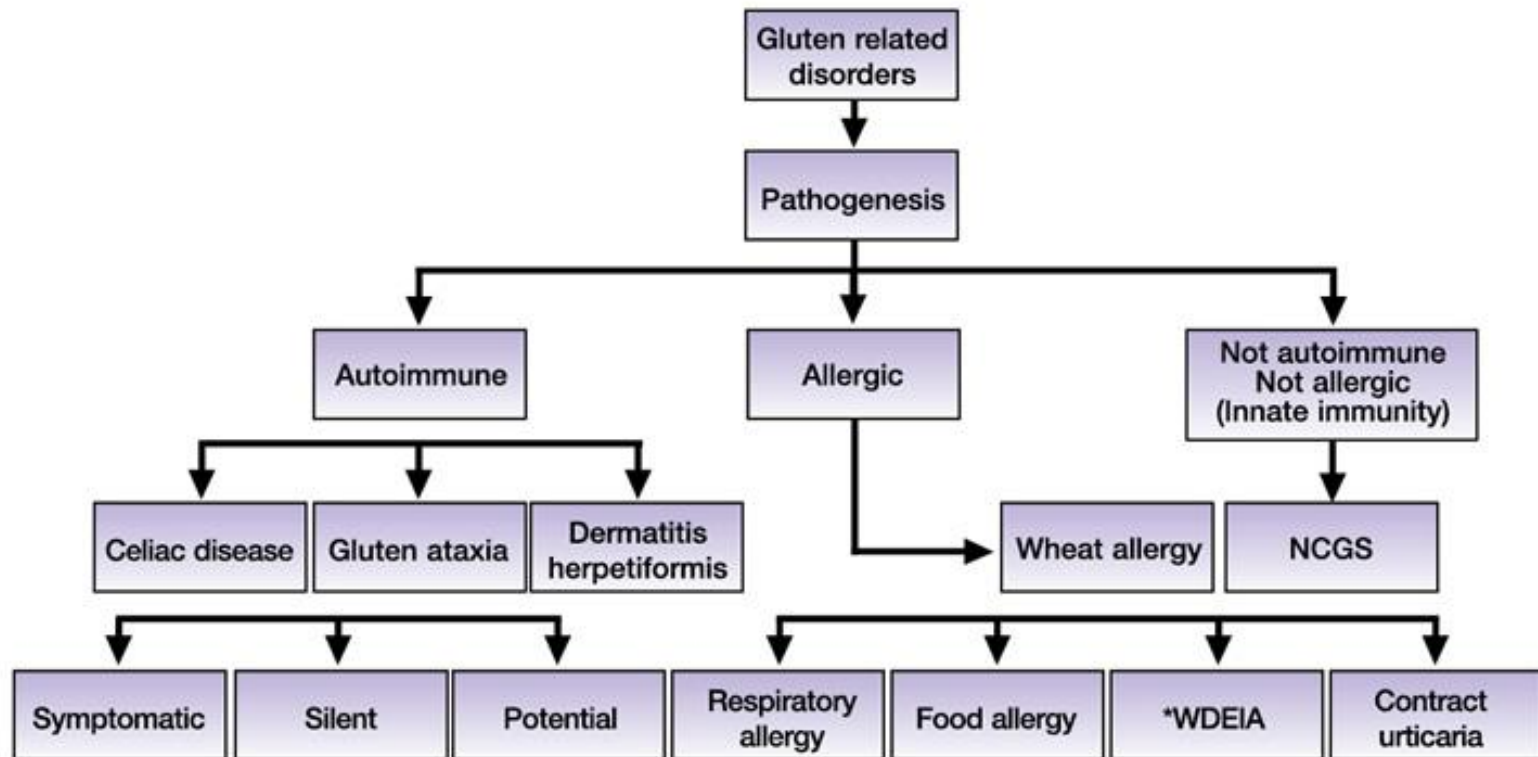 Gluten related
disorders
Pathogenesis
Autoimmune
Allergic
Not autoimmune
Not allergic
(Innate immunity)
Celiac disease
Gluten ataxia
Dermatitis
herpetiformis
Wheat allergy
NCGS
Symptomatic
Silent
Potential
Respiratory
allergy
Food allergy
*WDEIA
Contract
urticaria